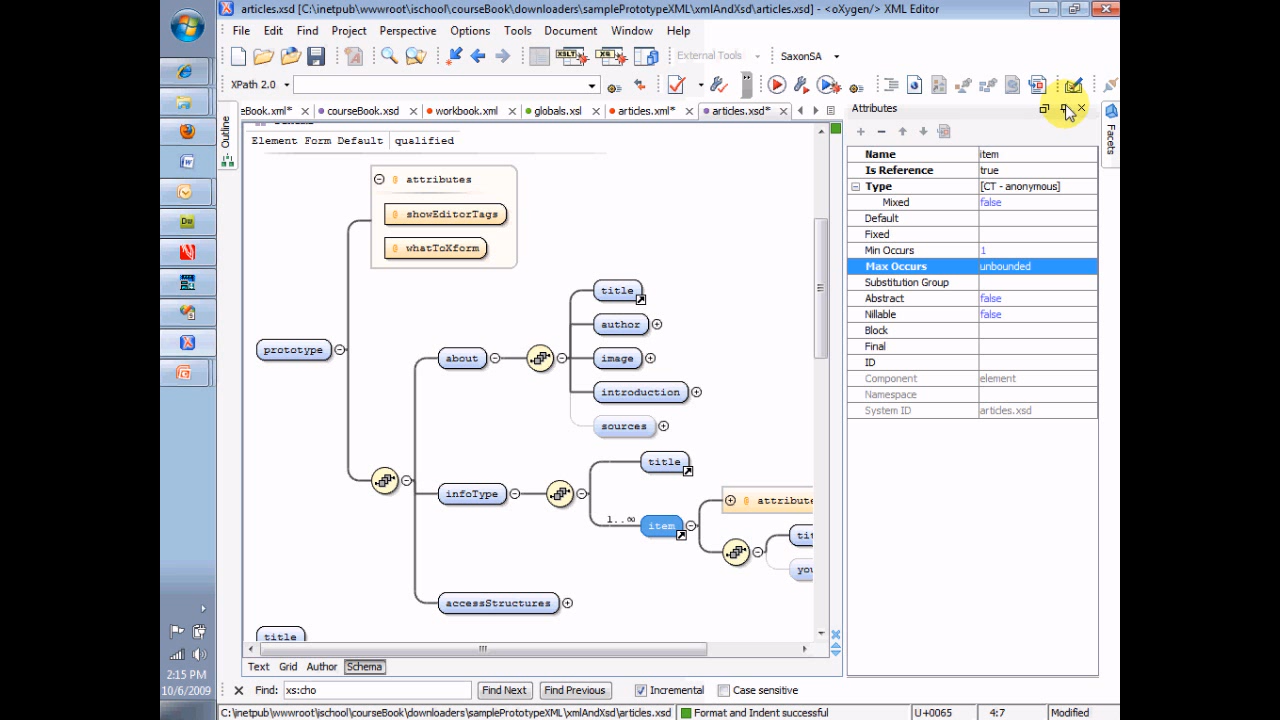 articles.xsd [C:\inetpub\wwwroot\ischool\courseBook\downloaders\samplePrototypeXML\xmlAndXsd\articles.xsd] - <oXygen/> XML Editor
File Edit Find Project Perspective Options Tools Document Window Help
External Tools SaxonSA
XPath 2.0
eBook.xml* courseBook.xsd workbook.xml globals.xsl articles.xml* articles.xsd*
Attributes
Outline
Facets
Element Form Default qualified
attributes
showEditorTags
whatToXform
prototype
about
title
author
image
introduction
sources
infoType
title
1..∞
item
attribute
tit
you
accessStructures
title
Name item
Is Reference true
Type [CT - anonymous]
Mixed false
Default
Fixed
Min Occurs 1
Max Occurs unbounded
Substitution Group
Abstract false
Nillable false
Block
Final
ID
Component element
Namespace
System ID articles.xsd
Text Grid Author Schema
Find: xs:cho Find Next Find Previous Incremental Case sensitive
C:\inetpub\wwwroot\ischool\courseBook\downloaders\samplePrototypeXML\xmlAndXsd\articles.xsd Format and Indent successful U+0065 4:7 Modified
2:15 PM
10/6/2009